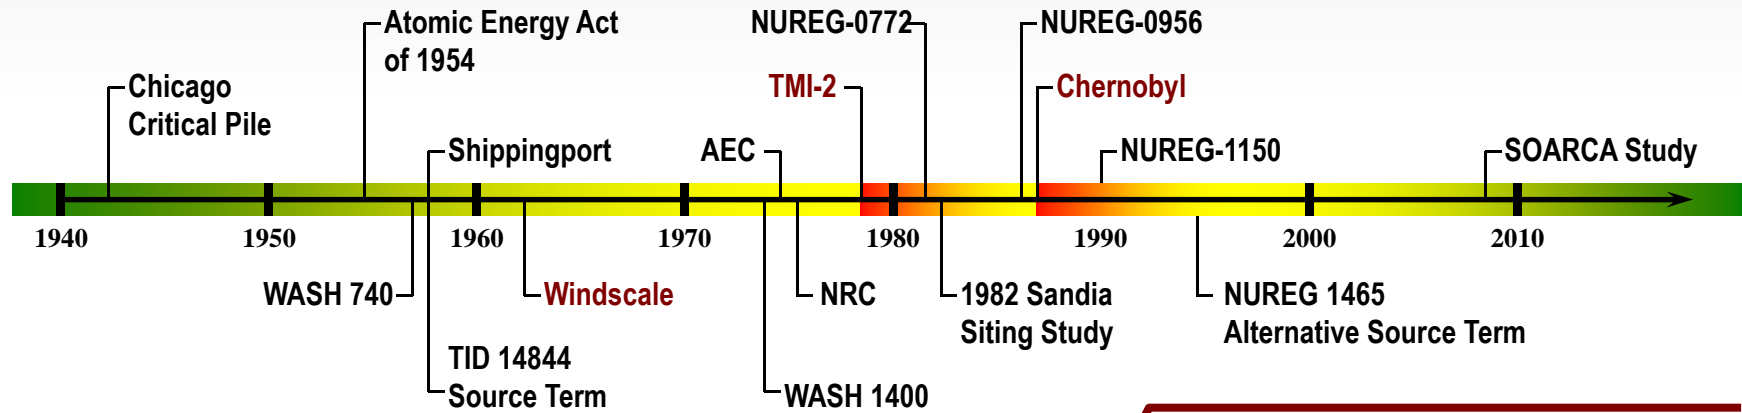 Atomic Energy Act
of 1954
NUREG-0772
NUREG-0956
Chicago
Critical Pile
TMI-2
Chernobyl
Shippingport
AEC
NUREG-1150
SOARCA Study
1940
1950
1960
1970
1980
1990
2000
2010
WASH 740
Windscale
NRC
1982 Sandia
Siting Study
NUREG 1465
Alternative Source Term
TID 14844
Source Term
WASH 1400